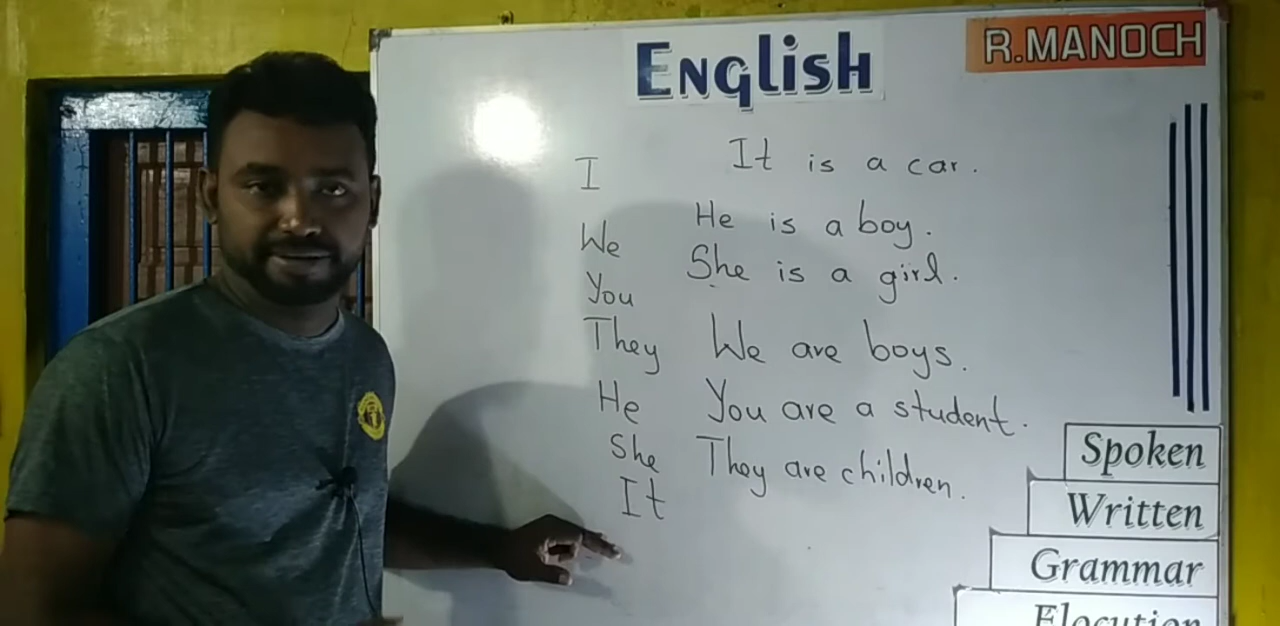 English
R.MANOCH
I
We
You
They
He
She
It
It is a car.
He is a boy.
She is a girl.
We are boys.
You are a student.
They are children.
Spoken
Written
Grammar
Elocution